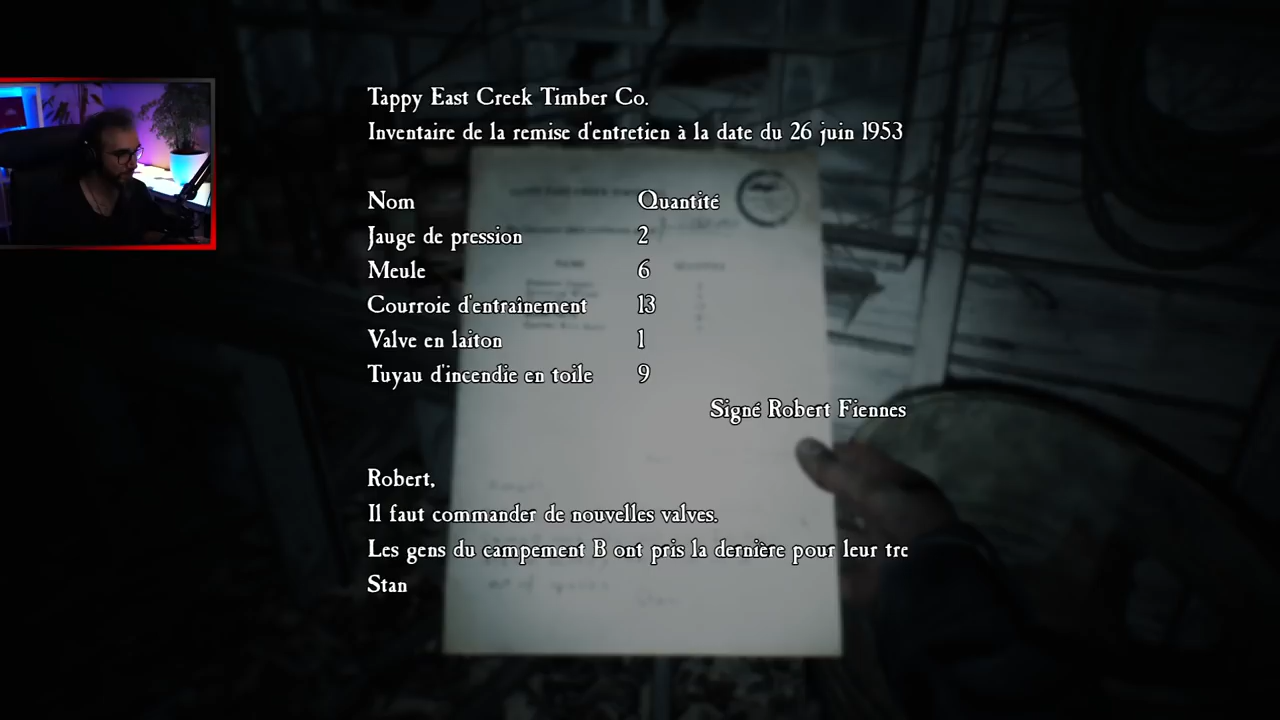 Tappy East Creek Timber Co.
Inventaire de la remise d'entretien à la date du 26 juin 1953
Nom Quantité
Jauge de pression 2
Meule 6
Courroie d'entraînement 13
Valve en laiton 1
Tuyau d'incendie en toile 9
Signé Robert Fiennes
Robert,
Il faut commander de nouvelles valves.
Les gens du campement B ont pris la dernière pour leur tre
Stan